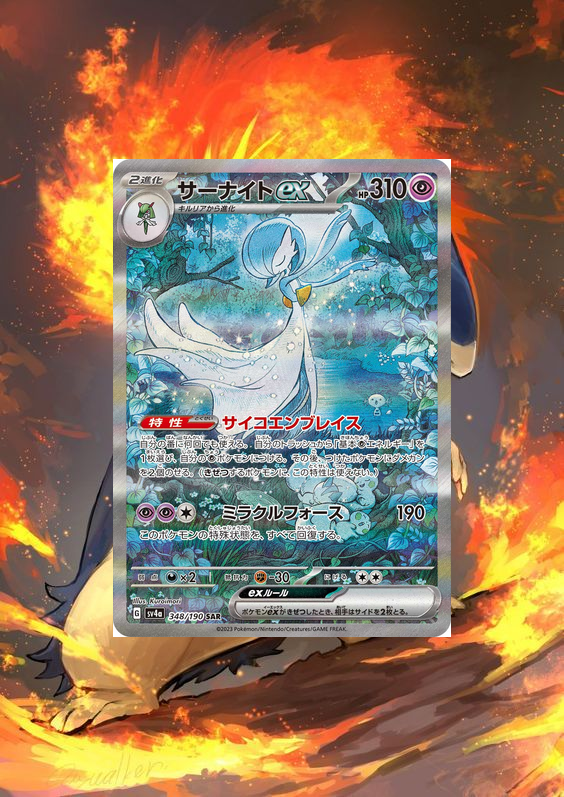 2進化 サーナイトex HP310
キルリアから進化
特性 サイコエンブレイス
自分の番に何回でも使える。自分のトラッシュから「基本エネルギー」を
1枚選び、自分のポケモンにつける。その後、つけたポケモンにダメカン
を2個のせる。(きぜつするポケモンに、この特性は使えない。)
ミラクルフォース 190
このポケモンの特殊状態を、すべて回復する。
弱点 ×2 抵抗力 -30 にげる
exルール
ポケモンexがきぜつしたとき、相手はサイドを2枚とる。
Illus. Kuroimori
G sv4a 348/190 SAR
©2023 Pokémon/Nintendo/Creatures/GAME FREAK.